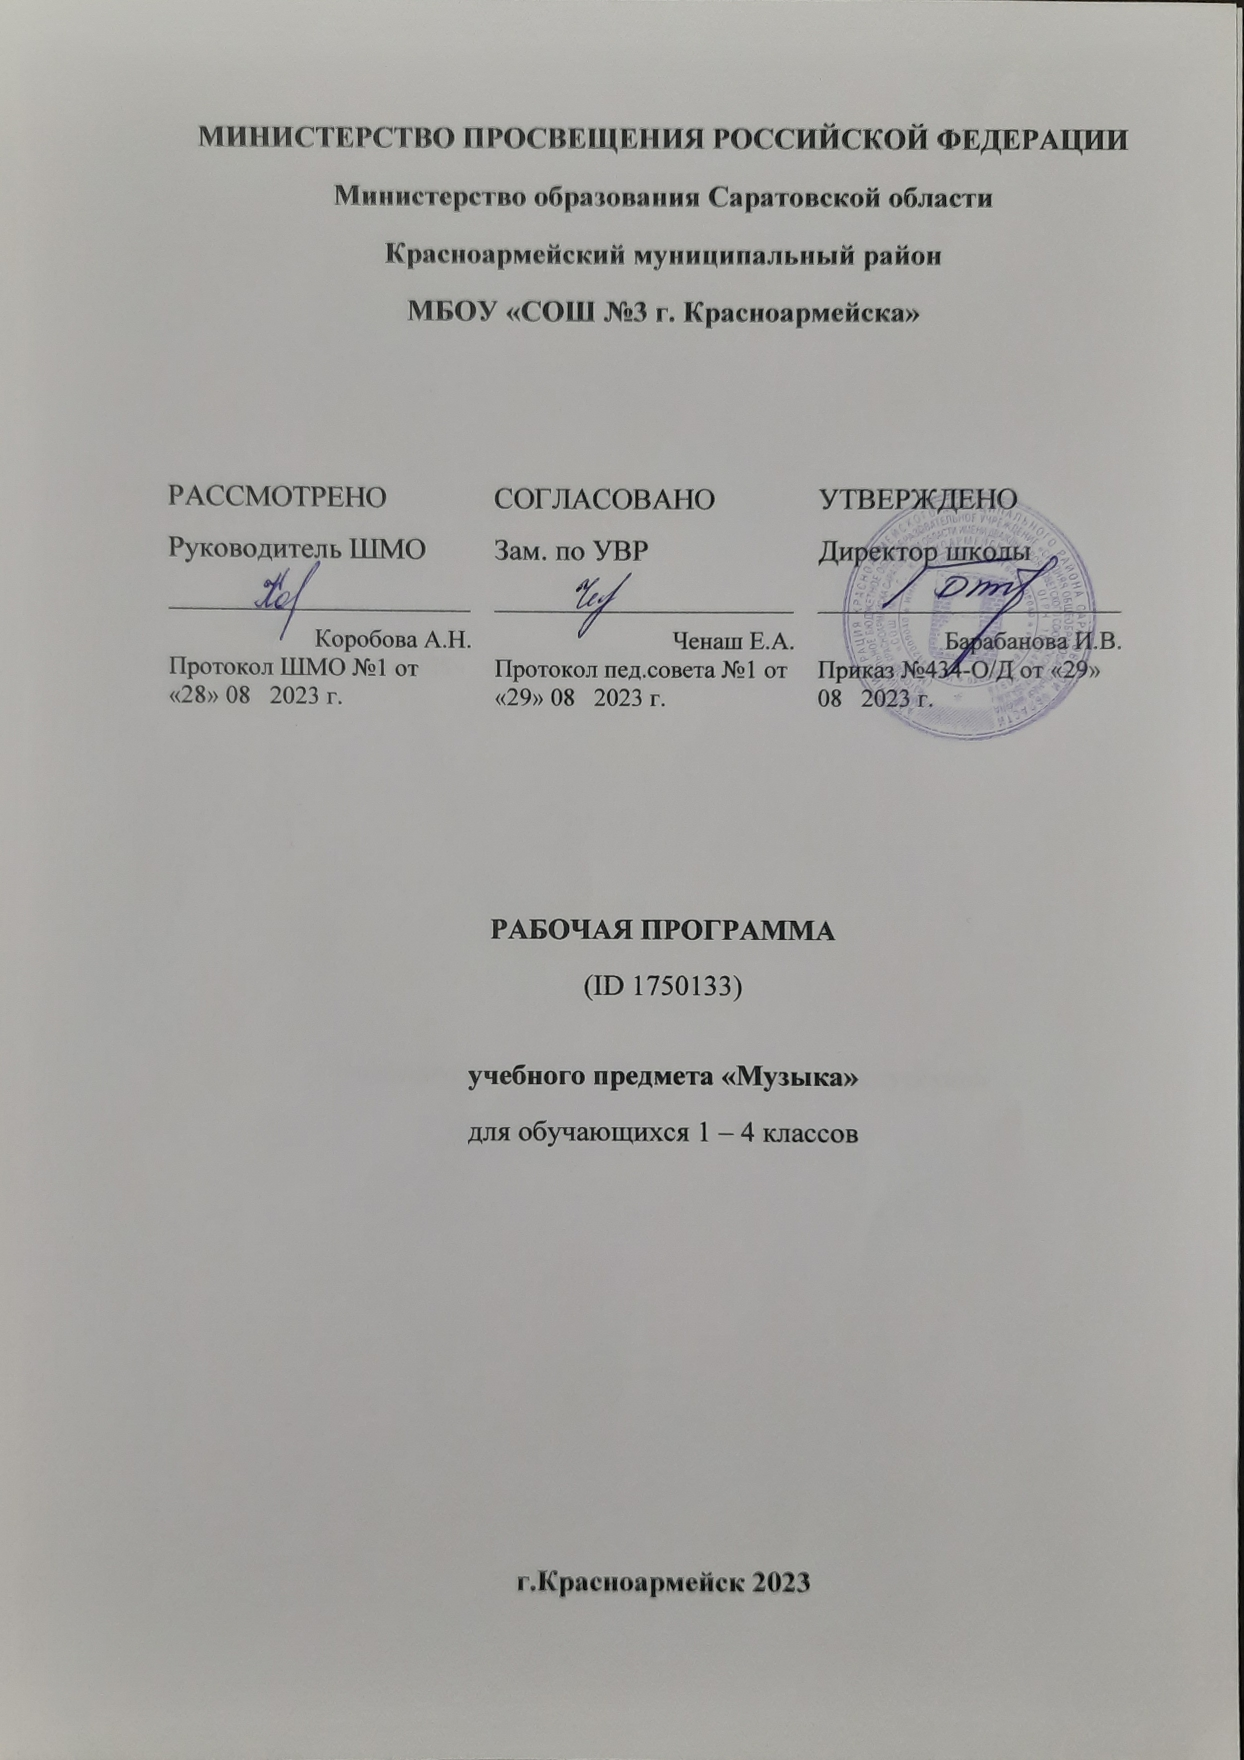 МИНИСТЕРСТВО ПРОСВЕЩЕНИЯ РОССИЙСКОЙ ФЕДЕРАЦИИ
Министерство образования Саратовской области
Красноармейский муниципальный район
МБОУ «СОШ №3 г. Красноармейска»
РАССМОТРЕНО
Руководитель ШМО
Коробова А.Н.
Протокол ШМО №1 от
«28» 08 2023 г.
СОГЛАСОВАНО
Зам. по УВР
Ченаш Е.А.
Протокол пед.совета №1 от
«29» 08 2023 г.
УТВЕРЖДЕНО
Директор школы
Барабанова И.В.
Приказ №434-О/Д от «29»
08 2023 г.
РАБОЧАЯ ПРОГРАММА
(ID 1750133)
учебного предмета «Музыка»
для обучающихся 1 – 4 классов
г.Красноармейск 2023